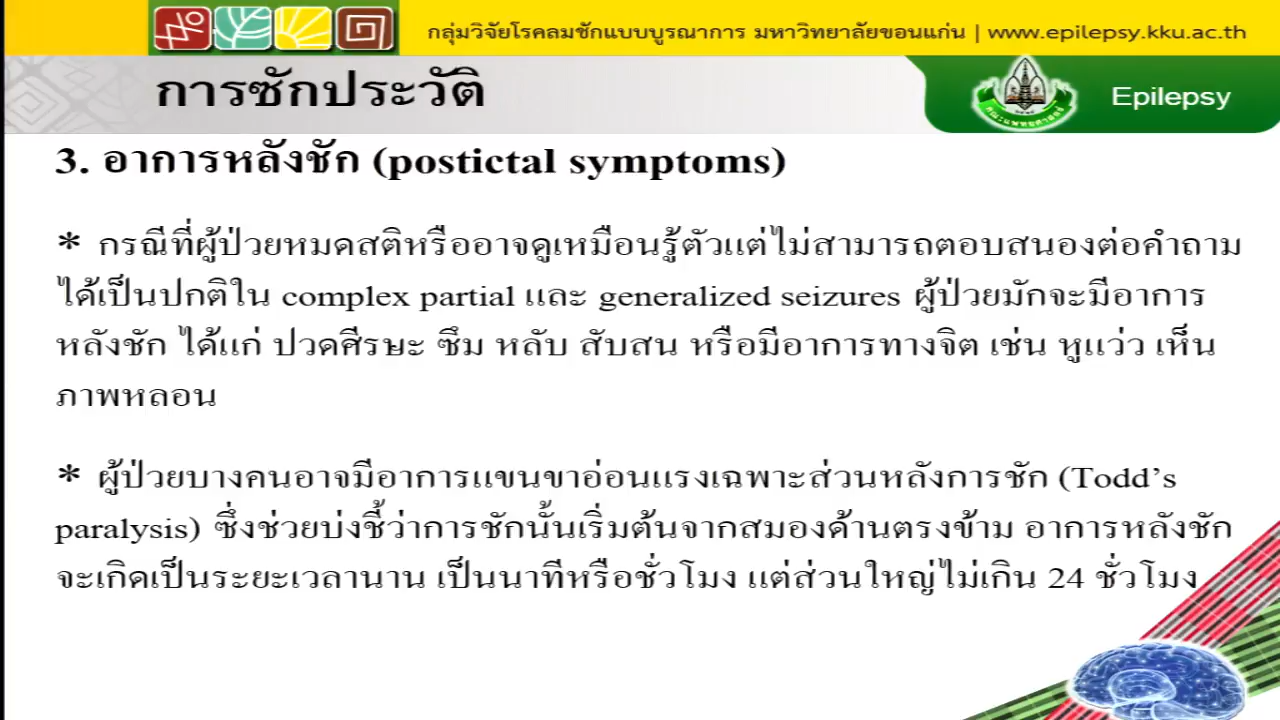 กลุ่มวิจัยโรคลมชักแบบบูรณาการ มหาวิทยาลัยขอนแก่น | www.epilepsy.kku.ac.th
การซักประวัติ
Epilepsy
3. อาการหลังชัก (postictal symptoms)
* กรณีที่ผู้ป่วยหมดสติหรืออาจดูเหมือนรู้ตัวแต่ไม่สามารถตอบสนองต่อคำถาม
ได้เป็นปกติใน complex partial และ generalized seizures ผู้ป่วยมักจะมีอาการ
หลังชัก ได้แก่ ปวดศีรษะ ซึม หลับ สับสน หรือมีอาการทางจิต เช่น หูแว่ว เห็น
ภาพหลอน
* ผู้ป่วยบางคนอาจมีอาการแขนขาอ่อนแรงเฉพาะส่วนหลังการชัก (Todd’s
paralysis) ซึ่งช่วยบ่งชี้ว่าการชักนั้นเริ่มต้นจากสมองด้านตรงข้าม อาการหลังชัก
จะเกิดเป็นระยะเวลานาน เป็นนาทีหรือชั่วโมง แต่ส่วนใหญ่ไม่เกิน 24 ชั่วโมง